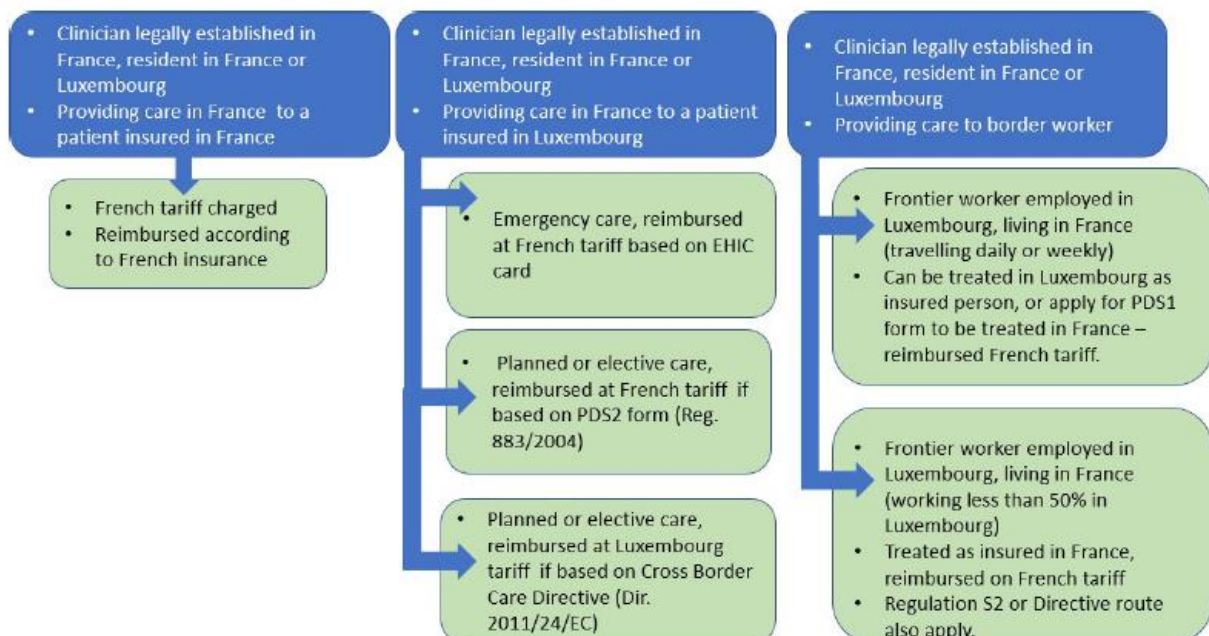 • Clinician legally established in
France, resident in France or
Luxembourg
• Providing care in France to a
patient insured in France
• French tariff charged
• Reimbursed according
to French insurance
• Clinician legally established in
France, resident in France or
Luxembourg
• Providing care in France to a patient
insured in Luxembourg
• Emergency care, reimbursed
at French tariff based on EHIC
card
• Planned or elective care,
reimbursed at French tariff if
based on PDS2 form (Reg.
883/2004)
• Planned or elective care,
reimbursed at Luxembourg
tariff if based on Cross Border
Care Directive (Dir.
2011/24/EC)
• Clinician legally established in
France, resident in France or
Luxembourg
• Providing care to border worker
• Frontier worker employed in
Luxembourg, living in France
(travelling daily or weekly)
• Can be treated in Luxembourg as
insured person, or apply for PDS1
form to be treated in France –
reimbursed French tariff.
• Frontier worker employed in
Luxembourg, living in France
(working less than 50% in
Luxembourg)
• Treated as insured in France,
reimbursed on French tariff
• Regulation S2 or Directive route
also apply.